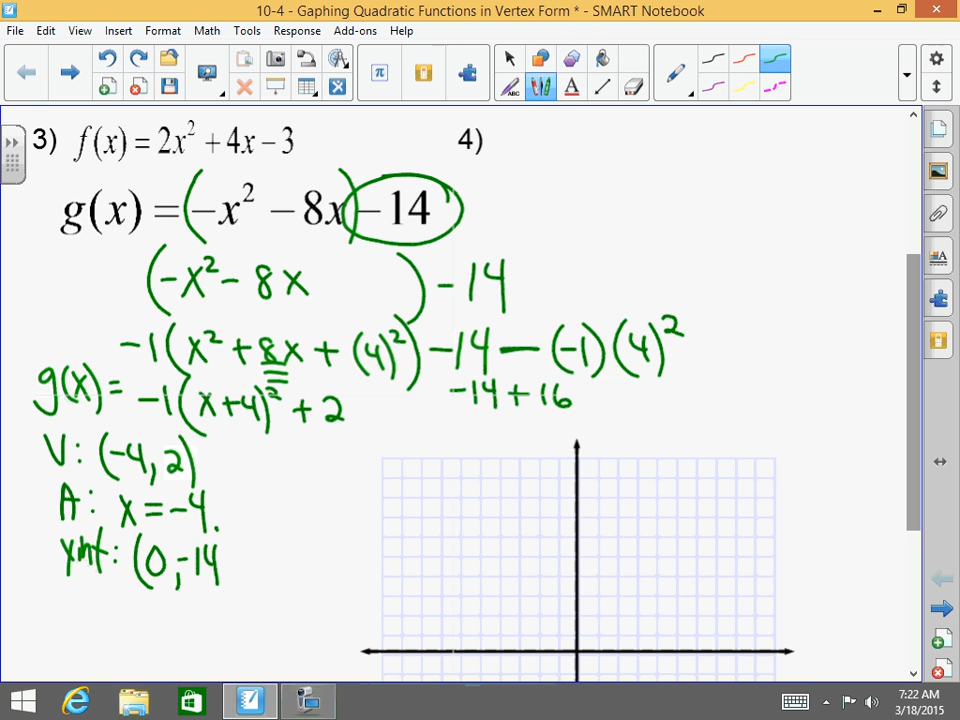 10-4 - Gaphing Quadratic Functions in Vertex Form * - SMART Notebook
File Edit View Insert Format Math Tools Response Add-ons Help
3) f(x) = 2x² + 4x − 3 4)
g(x) = (−x² − 8x) − 14
(−x² − 8x ) − 14
−1(x² + 8x + (4)²) − 14 − (−1)(4)²
g(x) = −1(x+4)² + 2 −14 + 16
V: (−4, 2)
A: x = −4.
yint: (0, −14
7:22 AM
3/18/2015